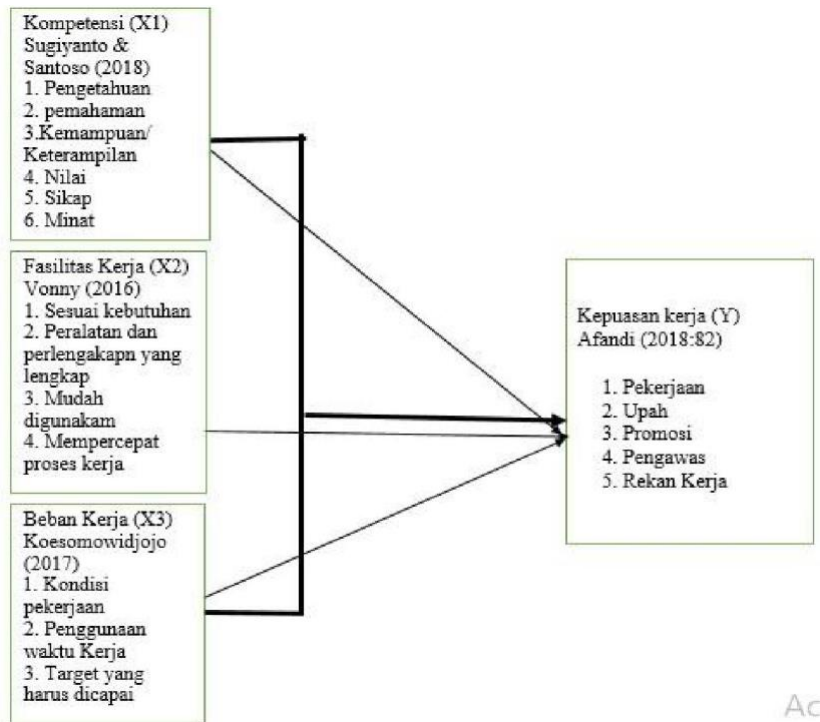 Kompetensi (X1)
Sugiyanto &
Santoso (2018)
1. Pengetahuan
2. pemahaman
3.Kemampuan/
Keterampilan
4. Nilai
5. Sikap
6. Minat
Fasilitas Kerja (X2)
Vonny (2016)
1. Sesuai kebutuhan
2. Peralatan dan
perlengakapn yang
lengkap
3. Mudah
digunakam
4. Mempercepat
proses kerja
Beban Kerja (X3)
Koesomowidjojo
(2017)
1. Kondisi
pekerjaan
2. Penggunaan
waktu Kerja
3. Target yang
harus dicapai
Kepuasan kerja (Y)
Afandi (2018:82)
1. Pekerjaan
2. Upah
3. Promosi
4. Pengawas
5. Rekan Kerja
Ac